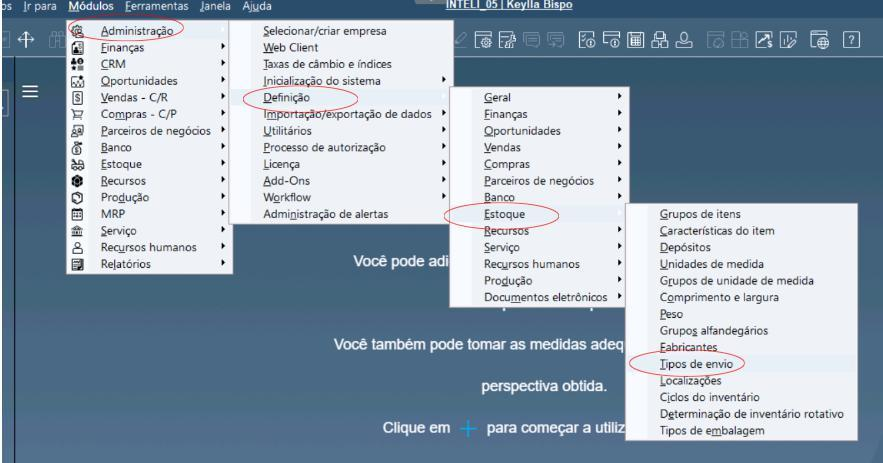 os Ir para Módulos Ferramentas Janela Ajuda
INTELI_05 | Keylla Bispo
Administração
Finanças
CRM
Oportunidades
Vendas - C/R
Compras - C/P
Parceiros de negócios
Banco
Estoque
Recursos
Produção
MRP
Serviço
Recursos humanos
Relatórios
Selecionar/criar empresa
Web Client
Taxas de câmbio e índices
Inicialização do sistema
Definição
Importação/exportação de dados
Utilitários
Processo de autorização
Licença
Add-Ons
Workflow
Administração de alertas
Geral
Finanças
Oportunidades
Vendas
Compras
Parceiros de negócios
Banco
Estoque
Recursos
Serviço
Recursos humanos
Produção
Documentos eletrônicos
Grupos de itens
Características do item
Depósitos
Unidades de medida
Grupos de unidade de medida
Comprimento e largura
Peso
Grupos alfandegários
Fabricantes
Tipos de envio
Localizações
Ciclos do inventário
Determinação de inventário rotativo
Tipos de embalagem
Você pode adi
Você também pode tomar as medidas adeq
perspectiva obtida.
Clique em + para começar a utiliz